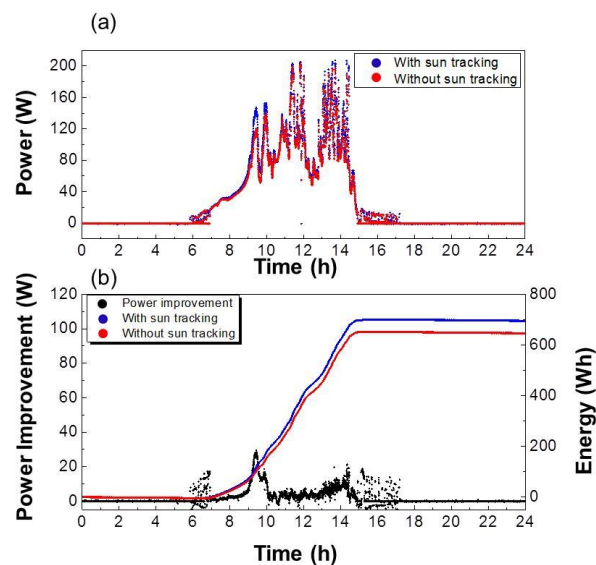 (a)
With sun tracking
Without sun tracking
Power (W)
200
160
120
80
40
0
0 2 4 6 8 10 12 14 16 18 20 22 24
Time (h)
(b)
Power improvement
With sun tracking
Without sun tracking
Power Improvement (W)
120
100
80
60
40
20
0
800
600
400
200
0
Energy (Wh)
0 2 4 6 8 10 12 14 16 18 20 22 24
Time (h)